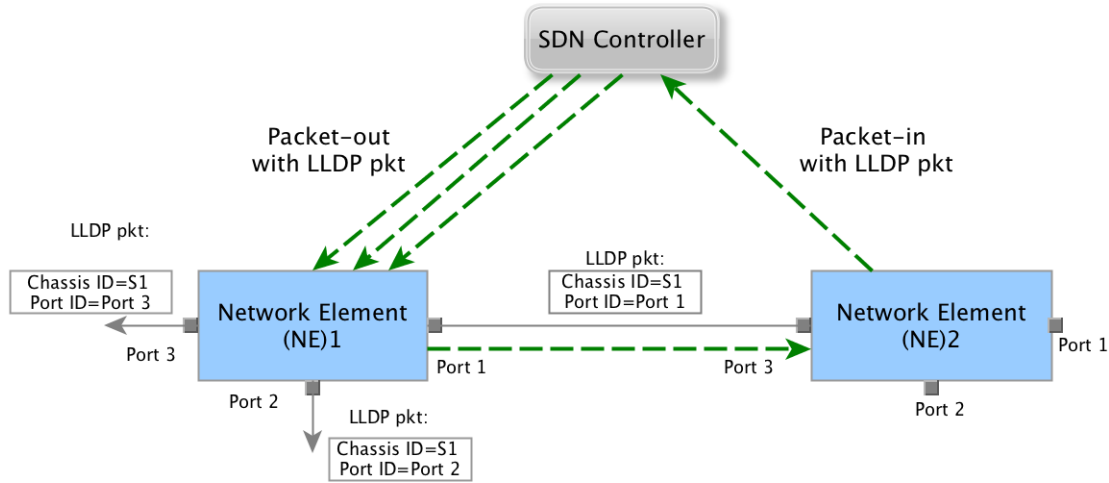 SDN Controller
Packet-out
with LLDP pkt
Packet-in
with LLDP pkt
LLDP pkt:
Chassis ID=S1
Port ID=Port 3
LLDP pkt:
Chassis ID=S1
Port ID=Port 1
Network Element
(NE)1
Network Element
(NE)2
Port 3
Port 1
Port 3
Port 1
Port 2
Port 2
LLDP pkt:
Chassis ID=S1
Port ID=Port 2